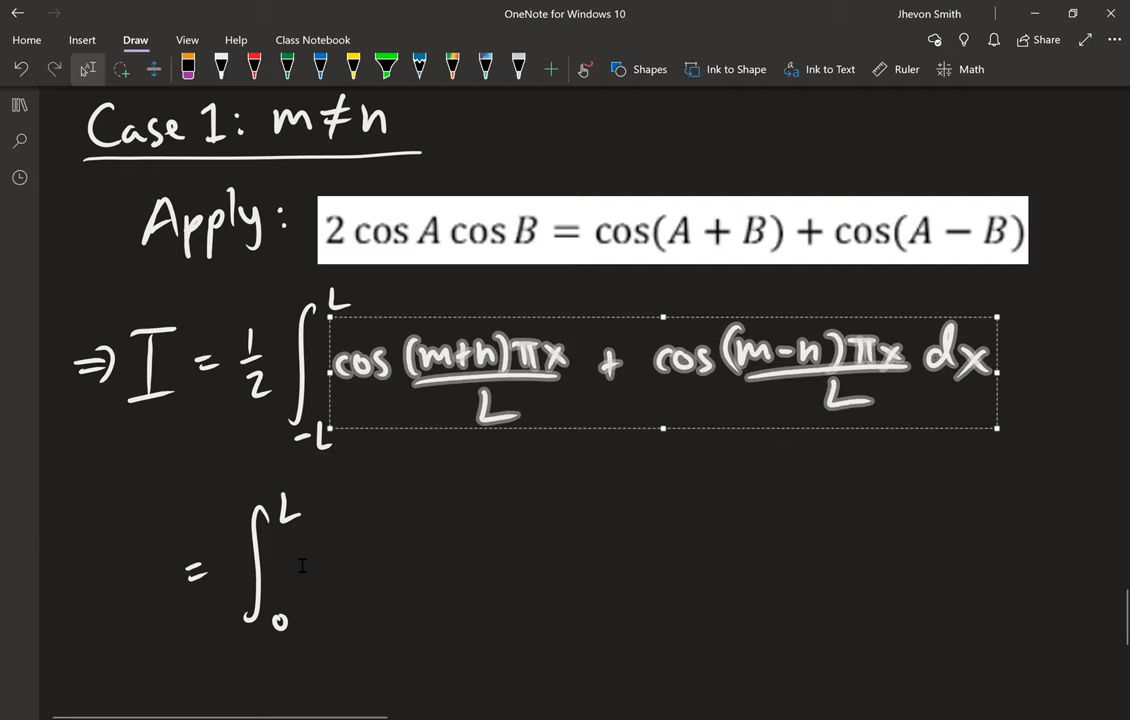 OneNote for Windows 10
Jhevon Smith
Home Insert Draw View Help Class Notebook
Share
Shapes Ink to Shape Ink to Text Ruler Math
Case 1: m ≠ n
Apply: 2 cos A cos B = cos(A + B) + cos(A − B)
⇒ I = 1/2 ∫_{-L}^{L} cos (m+n)πx/L + cos (m-n)πx/L dx
= ∫_{0}^{L}